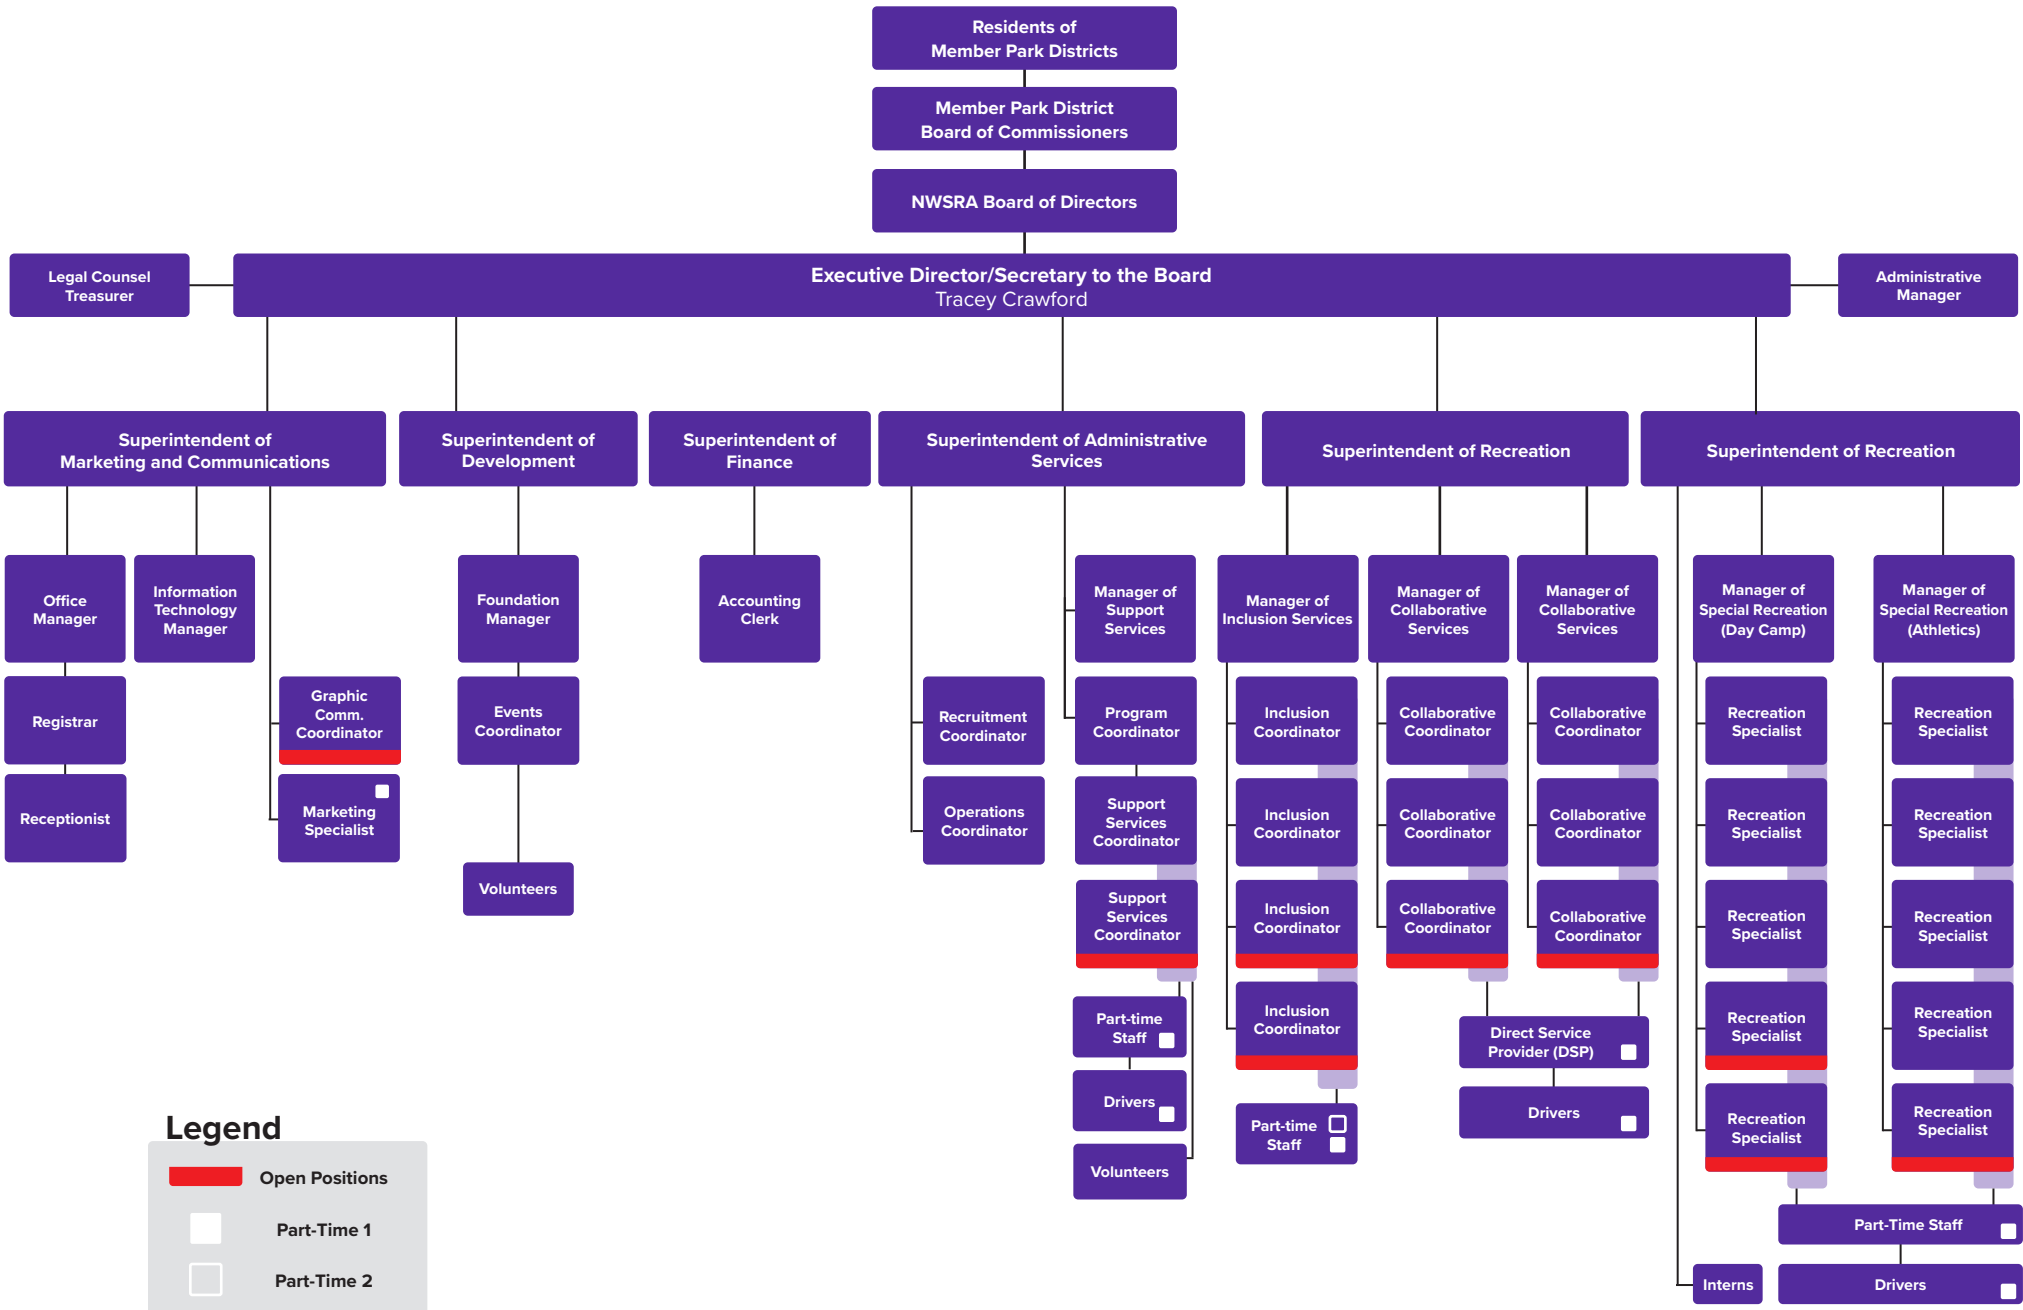 Residents of
Member Park Districts
Member Park District
Board of Commissioners
NWSRA Board of Directors
Legal Counsel
Treasurer
Executive Director/Secretary to the Board
Tracey Crawford
Administrative
Manager
Superintendent of
Marketing and Communications
Superintendent of
Development
Superintendent of
Finance
Superintendent of Administrative
Services
Superintendent of Recreation
Superintendent of Recreation
Office
Manager
Information
Technology
Manager
Foundation
Manager
Accounting
Clerk
Manager of
Support
Services
Manager of
Inclusion Services
Manager of
Collaborative
Services
Manager of
Collaborative
Services
Manager of
Special Recreation
(Day Camp)
Manager of
Special Recreation
(Athletics)
Registrar
Graphic
Comm.
Coordinator
Events
Coordinator
Recruitment
Coordinator
Program
Coordinator
Inclusion
Coordinator
Collaborative
Coordinator
Collaborative
Coordinator
Recreation
Specialist
Recreation
Specialist
Receptionist
Marketing
Specialist
Operations
Coordinator
Support
Services
Coordinator
Inclusion
Coordinator
Collaborative
Coordinator
Collaborative
Coordinator
Recreation
Specialist
Recreation
Specialist
Volunteers
Support
Services
Coordinator
Inclusion
Coordinator
Collaborative
Coordinator
Collaborative
Coordinator
Recreation
Specialist
Recreation
Specialist
Part-time
Staff
Inclusion
Coordinator
Direct Service
Provider (DSP)
Recreation
Specialist
Recreation
Specialist
Drivers
Part-time
Staff
Drivers
Recreation
Specialist
Recreation
Specialist
Volunteers
Part-Time Staff
Interns
Drivers
Legend
Open Positions
Part-Time 1
Part-Time 2